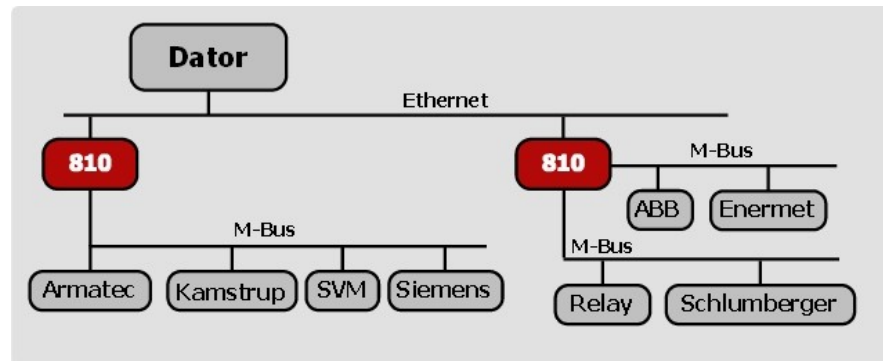 Dator
Ethernet
810
810
M-Bus
ABB
Enermet
M-Bus
M-Bus
Armatec
Kamstrup
SVM
Siemens
Relay
Schlumberger